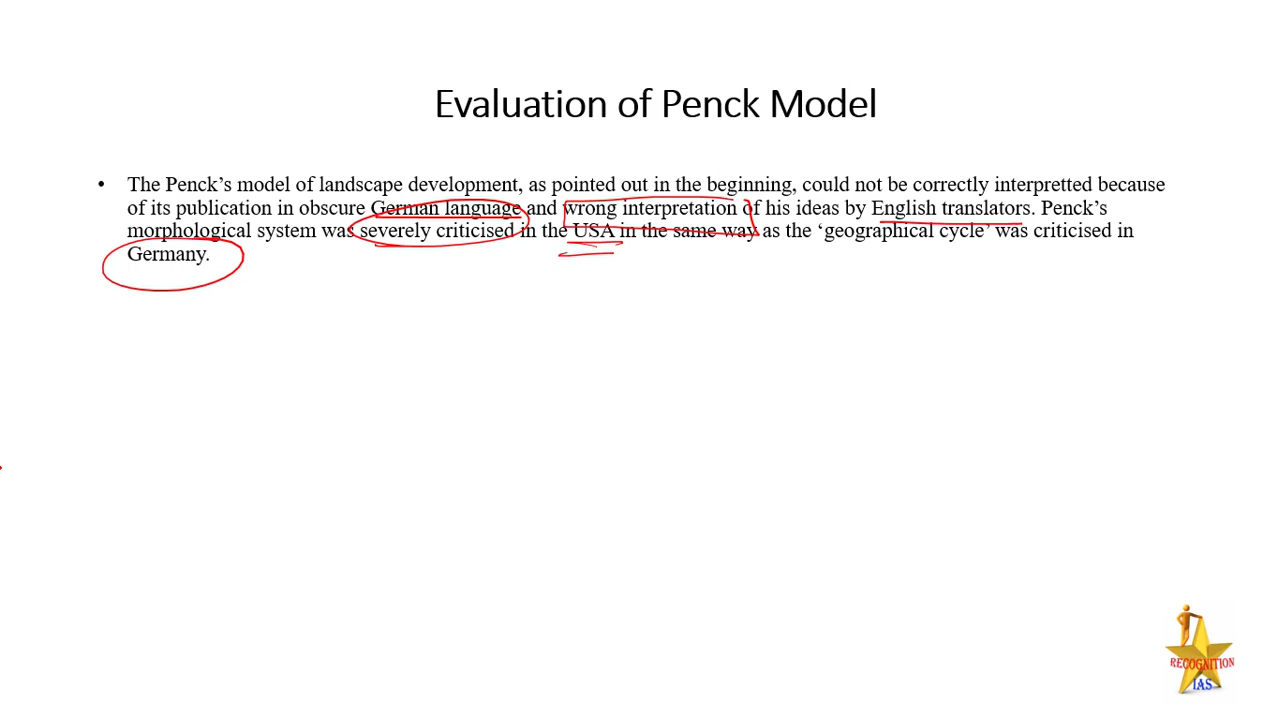 Evaluation of Penck Model
• The Penck’s model of landscape development, as pointed out in the beginning, could not be correctly interpretted because
of its publication in obscure German language and wrong interpretation of his ideas by English translators. Penck’s
morphological system was severely criticised in the USA in the same way as the ‘geographical cycle’ was criticised in
Germany.
RECOGNITION
IAS